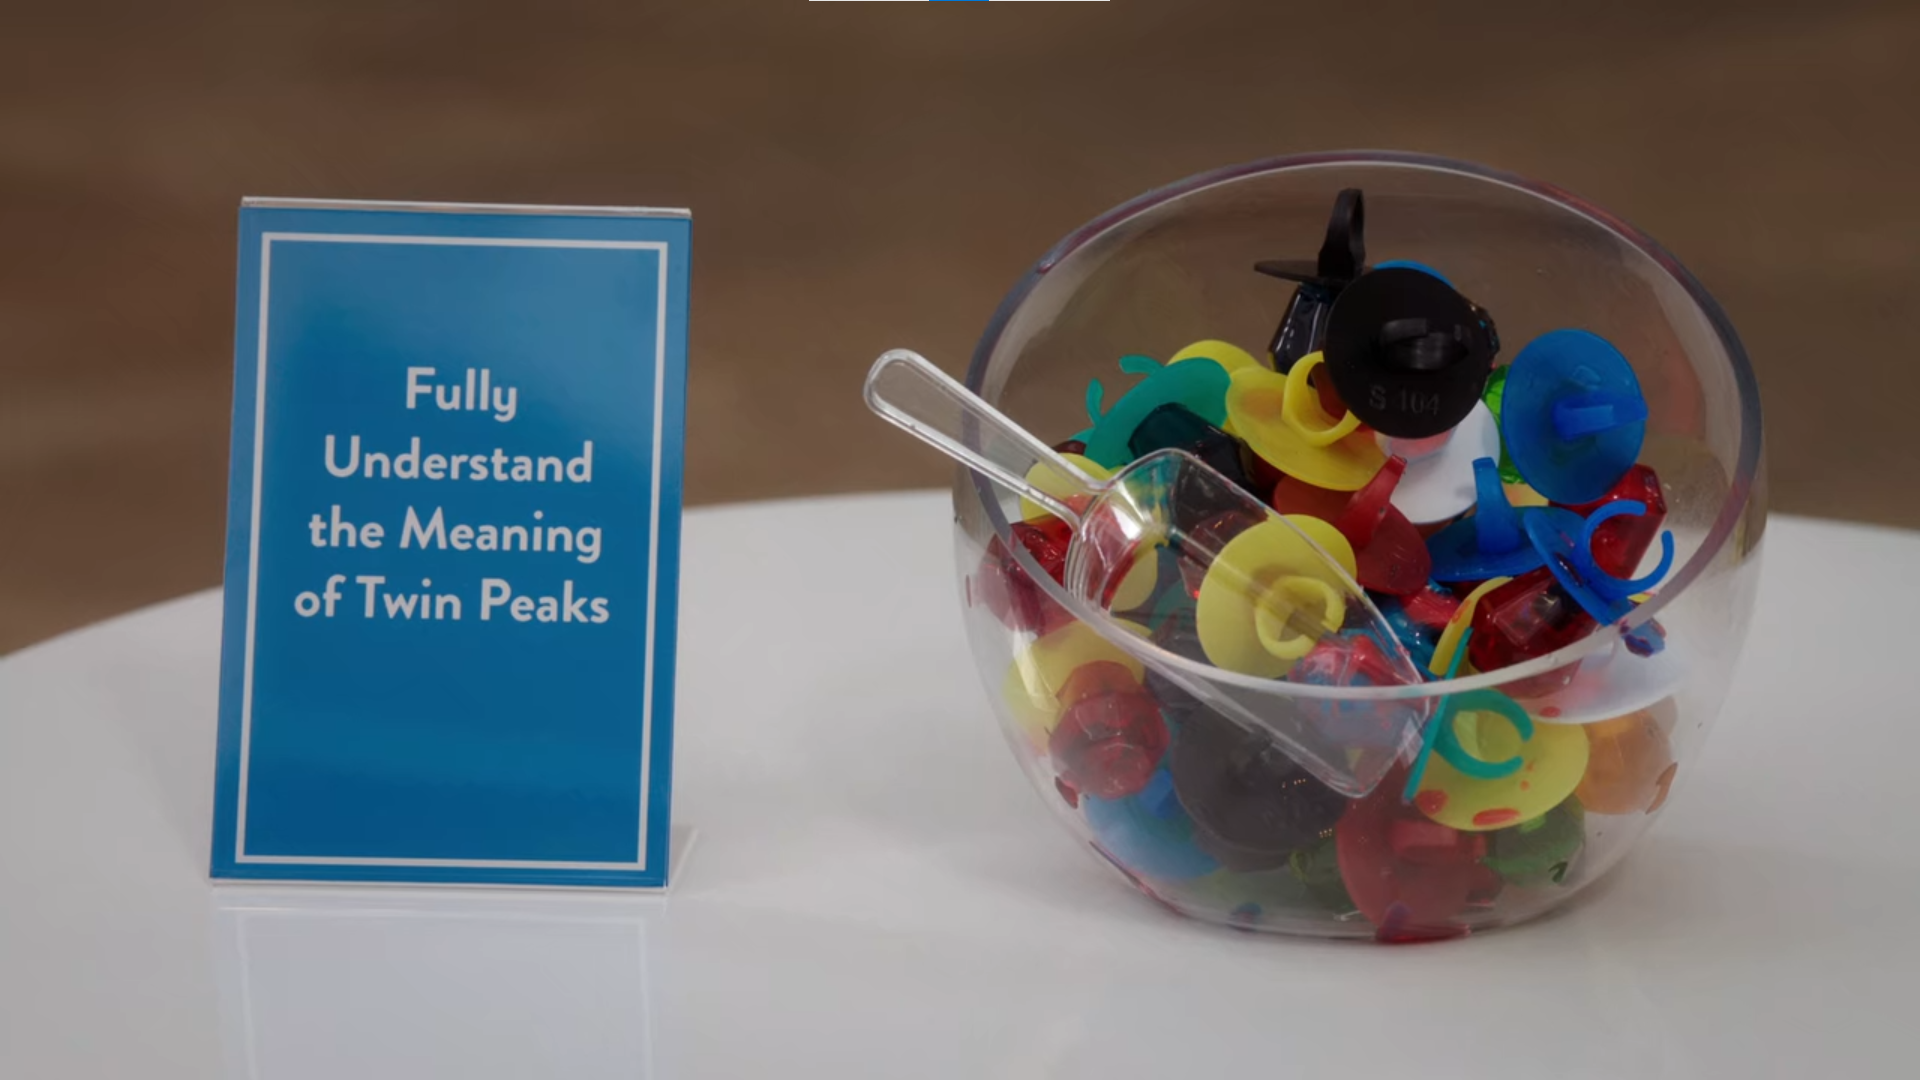 Fully
Understand
the Meaning
of Twin Peaks
S 104